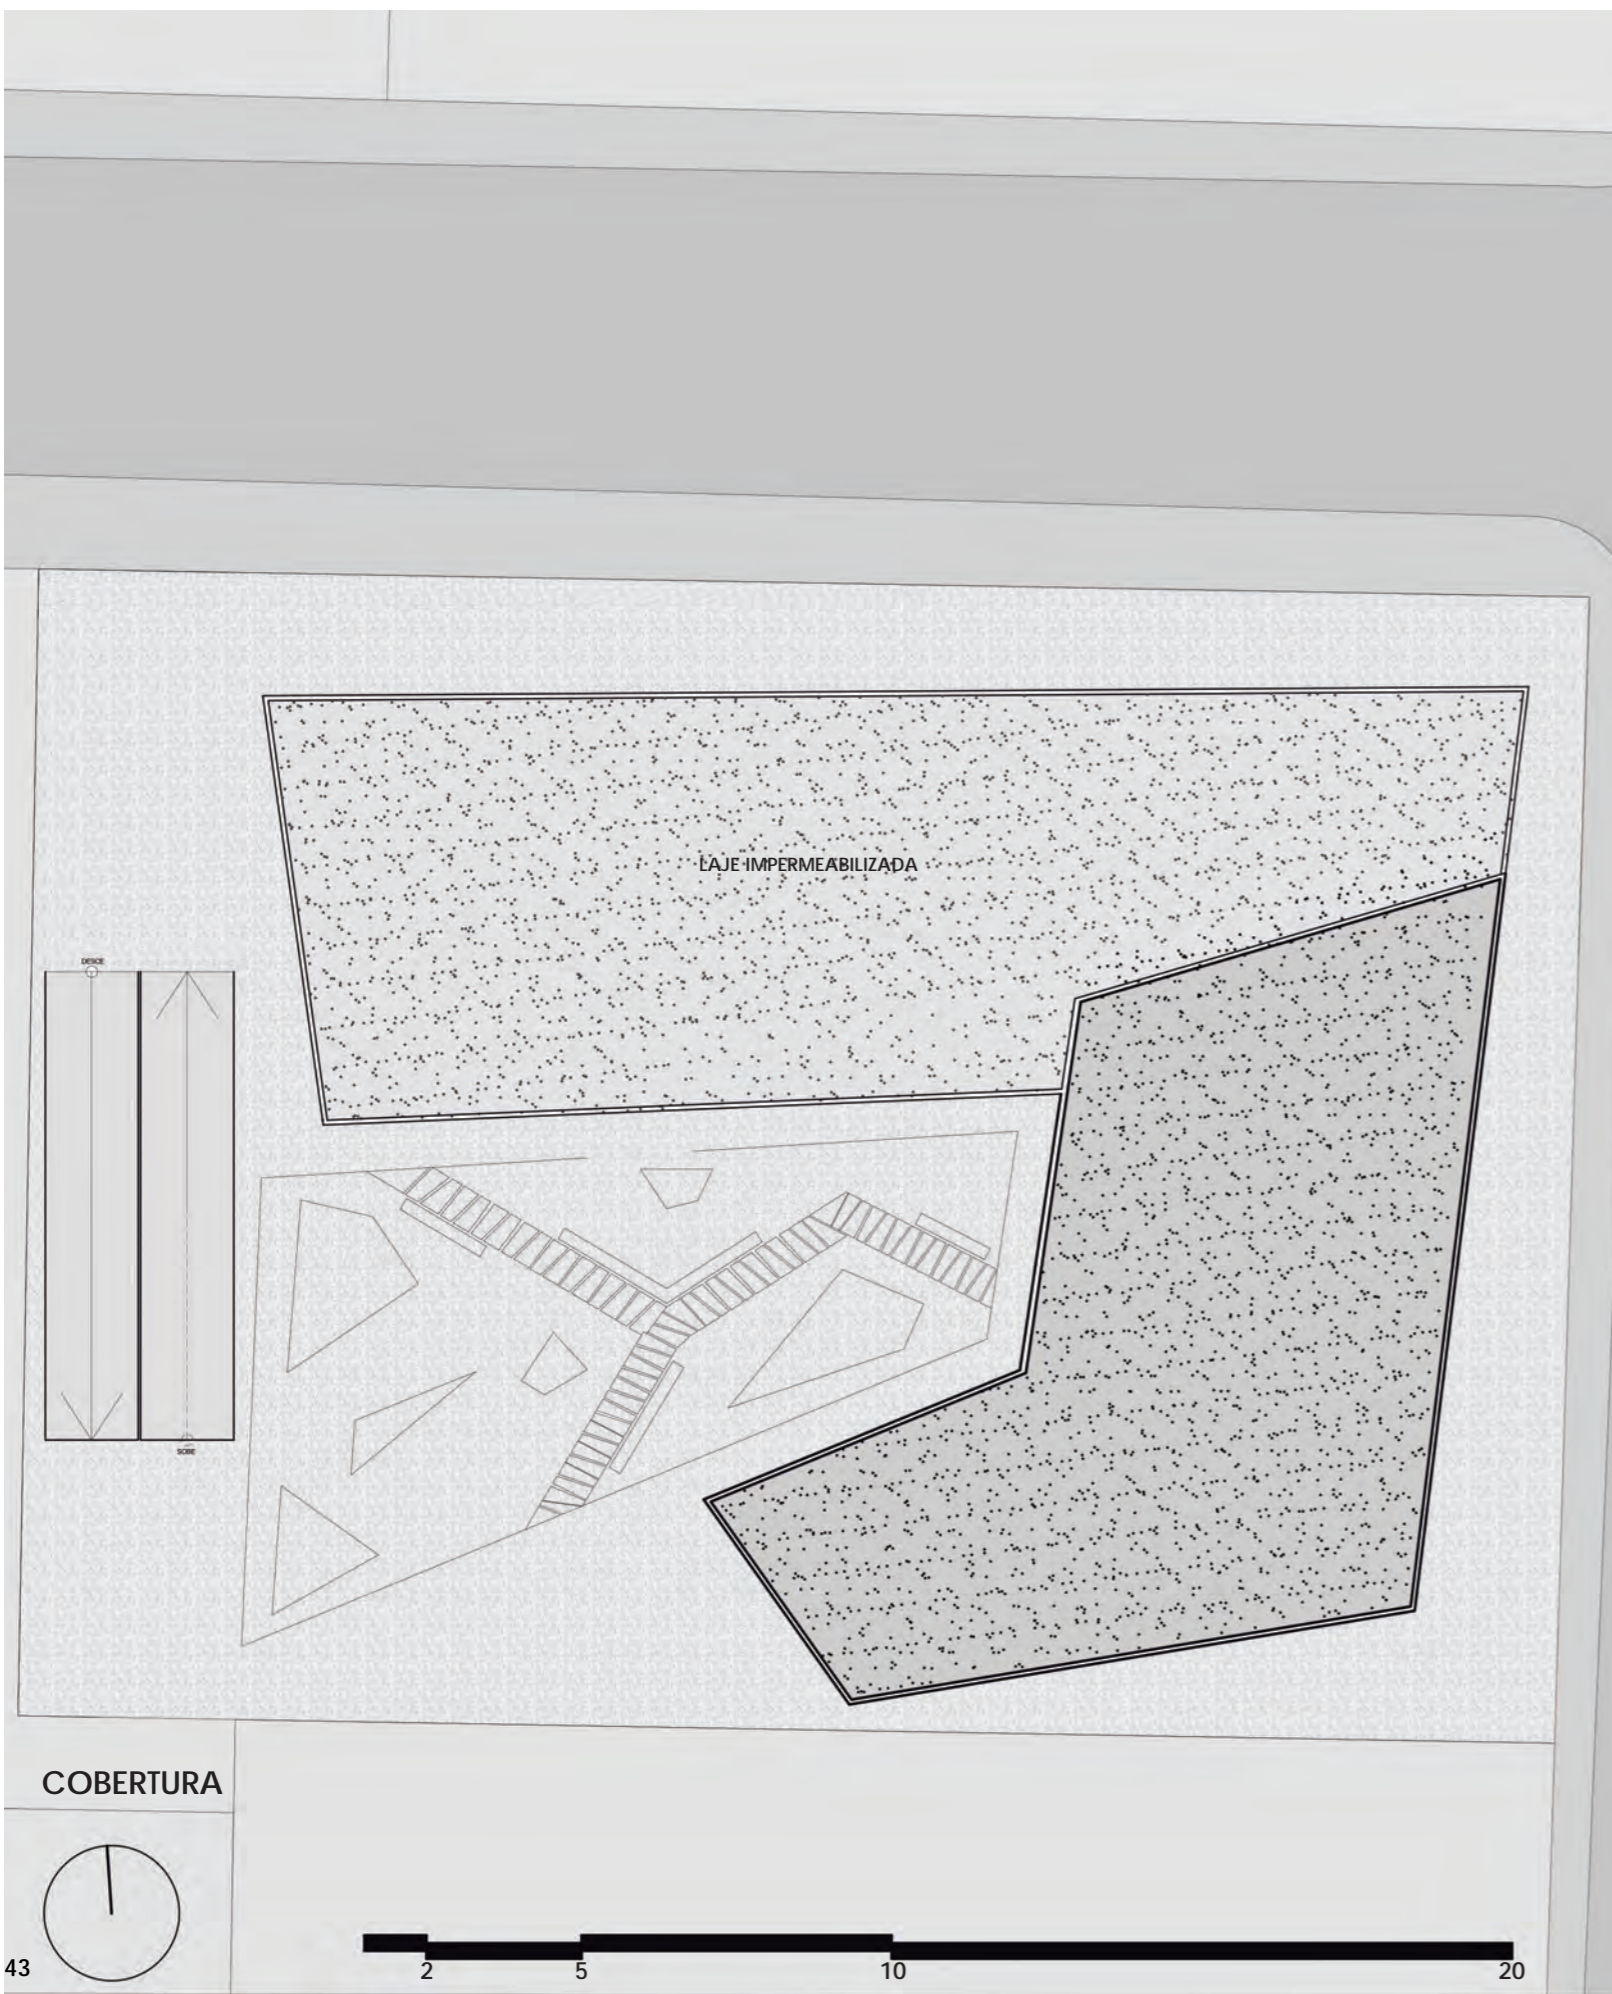 LAJE IMPERMEABILIZADA
DESCE
SOBE
COBERTURA
43
2 5 10 20